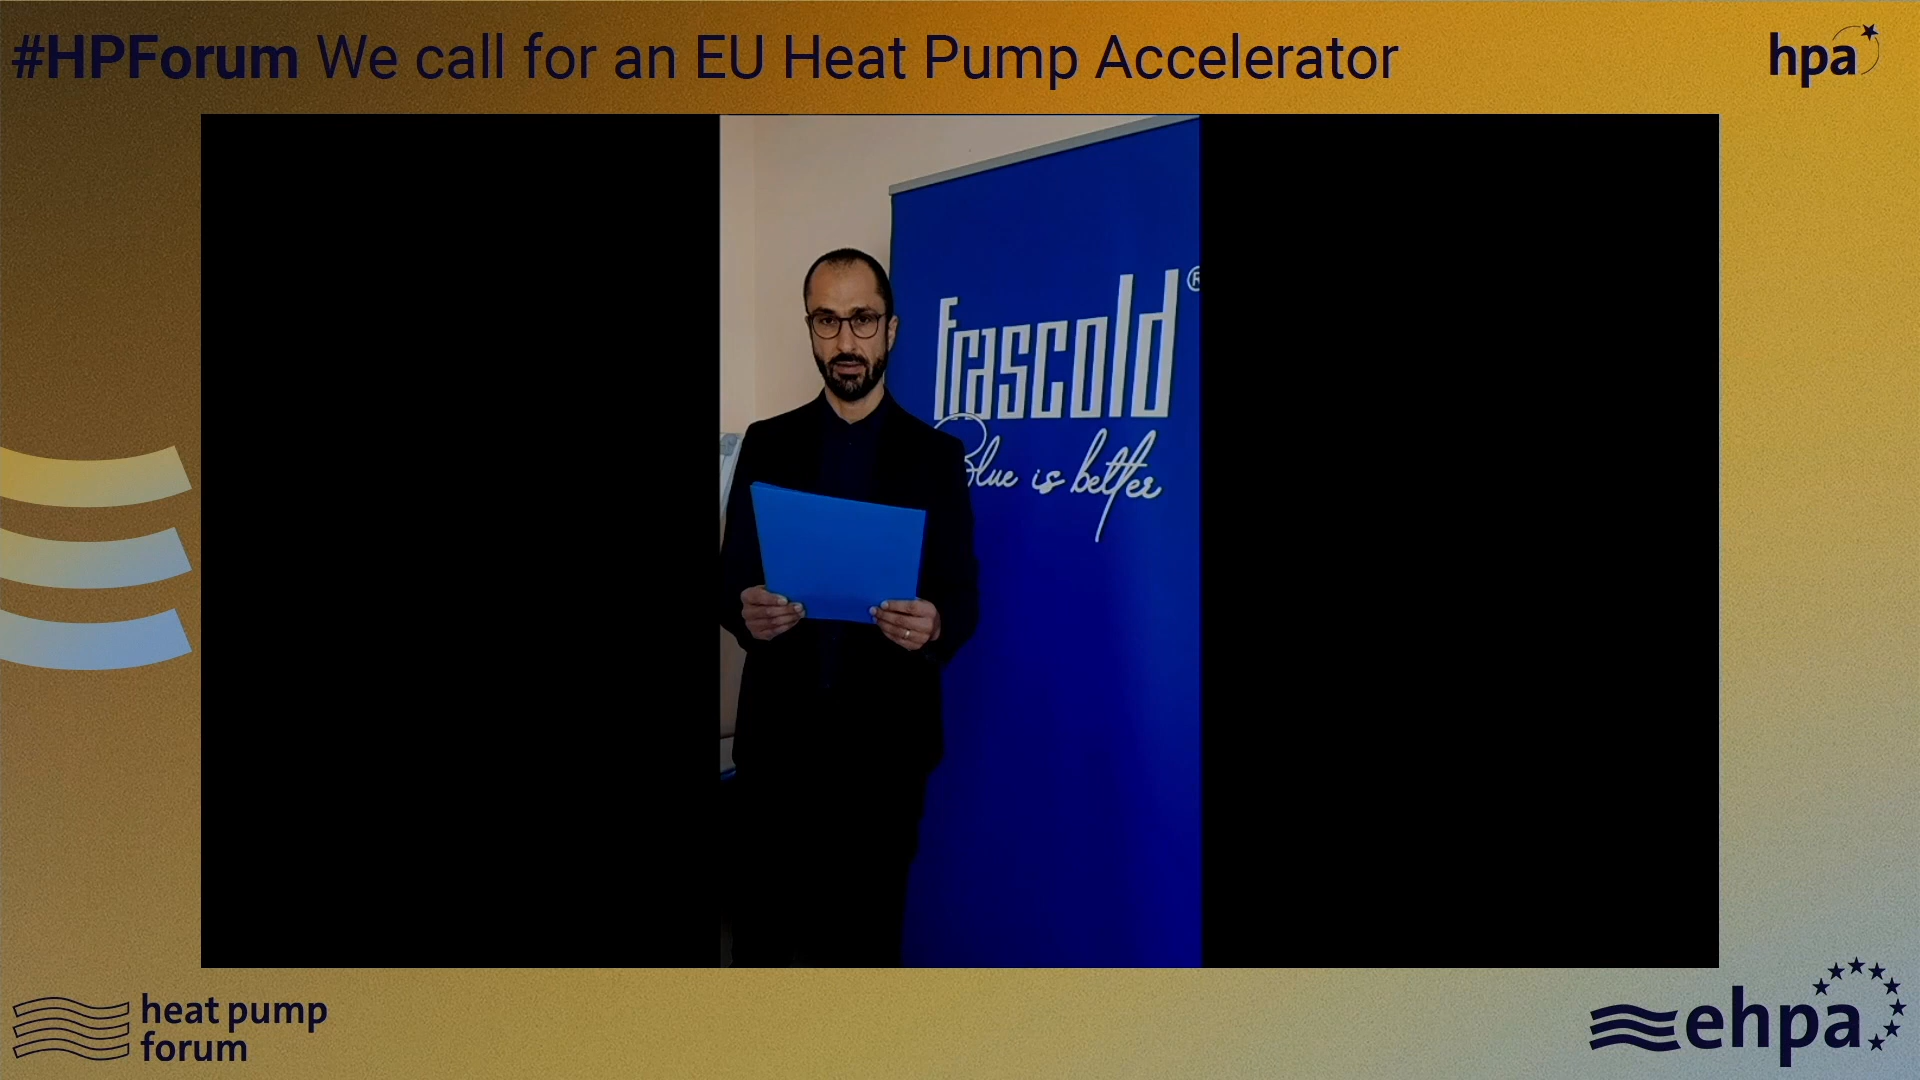 #HPForum We call for an EU Heat Pump Accelerator
hpa
frascold®
Blue is better
heat pump
forum
ehpa